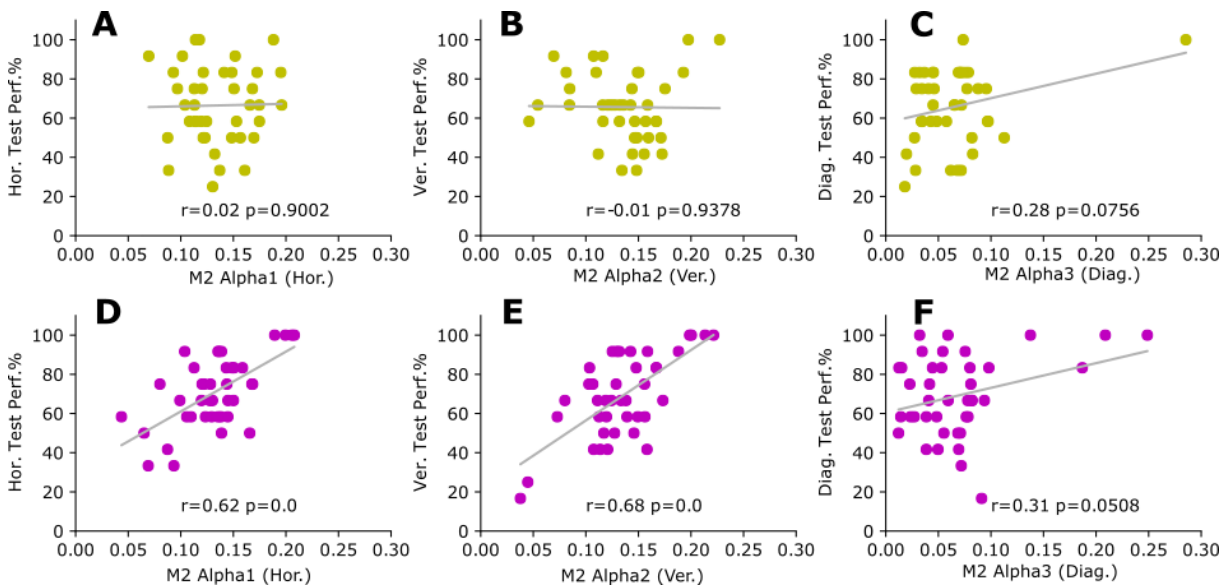 A
B
C
100
80
60
40
20
0
Hor. Test Perf.%
r=0.02 p=0.9002
0.00 0.05 0.10 0.15 0.20 0.25 0.30
M2 Alpha1 (Hor.)
100
80
60
40
20
0
Ver. Test Perf.%
r=-0.01 p=0.9378
0.00 0.05 0.10 0.15 0.20 0.25 0.30
M2 Alpha2 (Ver.)
100
80
60
40
20
0
Diag. Test Perf.%
r=0.28 p=0.0756
0.00 0.05 0.10 0.15 0.20 0.25 0.30
M2 Alpha3 (Diag.)
D
E
F
100
80
60
40
20
0
Hor. Test Perf.%
r=0.62 p=0.0
0.00 0.05 0.10 0.15 0.20 0.25 0.30
M2 Alpha1 (Hor.)
100
80
60
40
20
0
Ver. Test Perf.%
r=0.68 p=0.0
0.00 0.05 0.10 0.15 0.20 0.25 0.30
M2 Alpha2 (Ver.)
100
80
60
40
20
0
Diag. Test Perf.%
r=0.31 p=0.0508
0.00 0.05 0.10 0.15 0.20 0.25 0.30
M2 Alpha3 (Diag.)